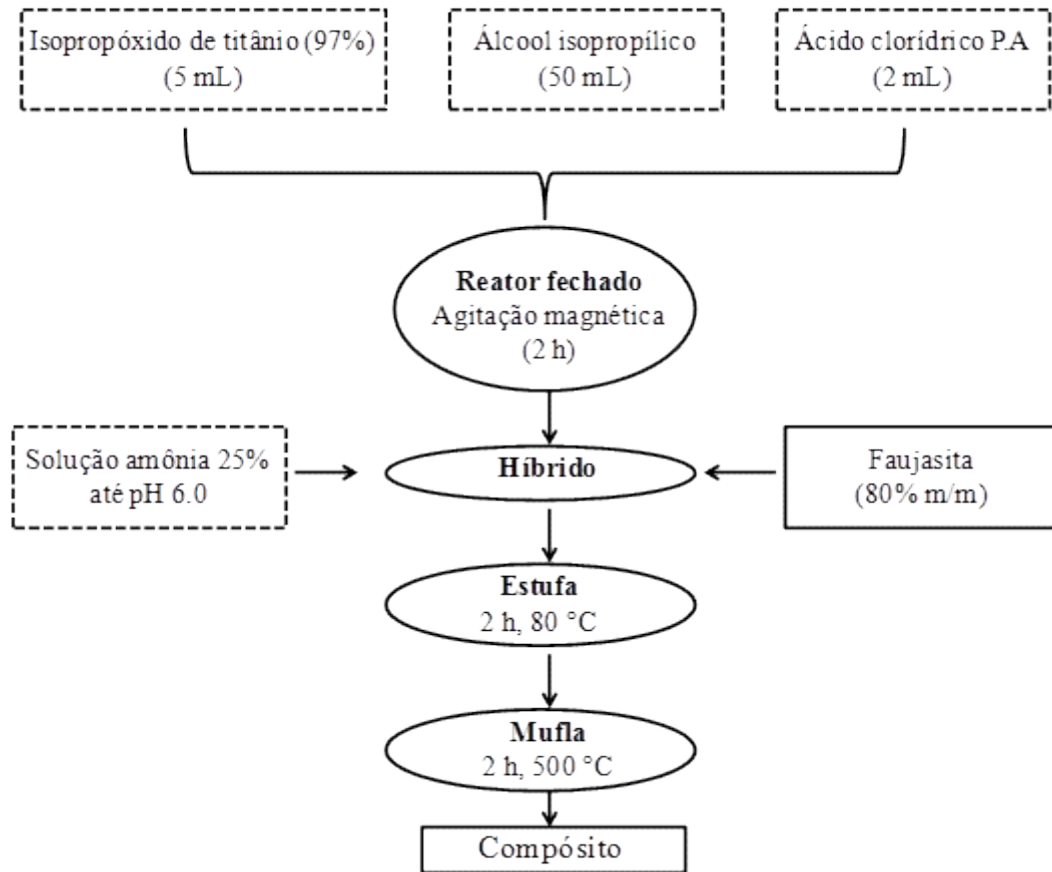 Isopropóxido de titânio (97%)
(5 mL)
Álcool isopropílico
(50 mL)
Ácido clorídrico P.A
(2 mL)
Reator fechado
Agitação magnética
(2 h)
Solução amônia 25%
até pH 6.0
Híbrido
Faujasita
(80% m/m)
Estufa
2 h, 80 °C
Mufla
2 h, 500 °C
Compósito